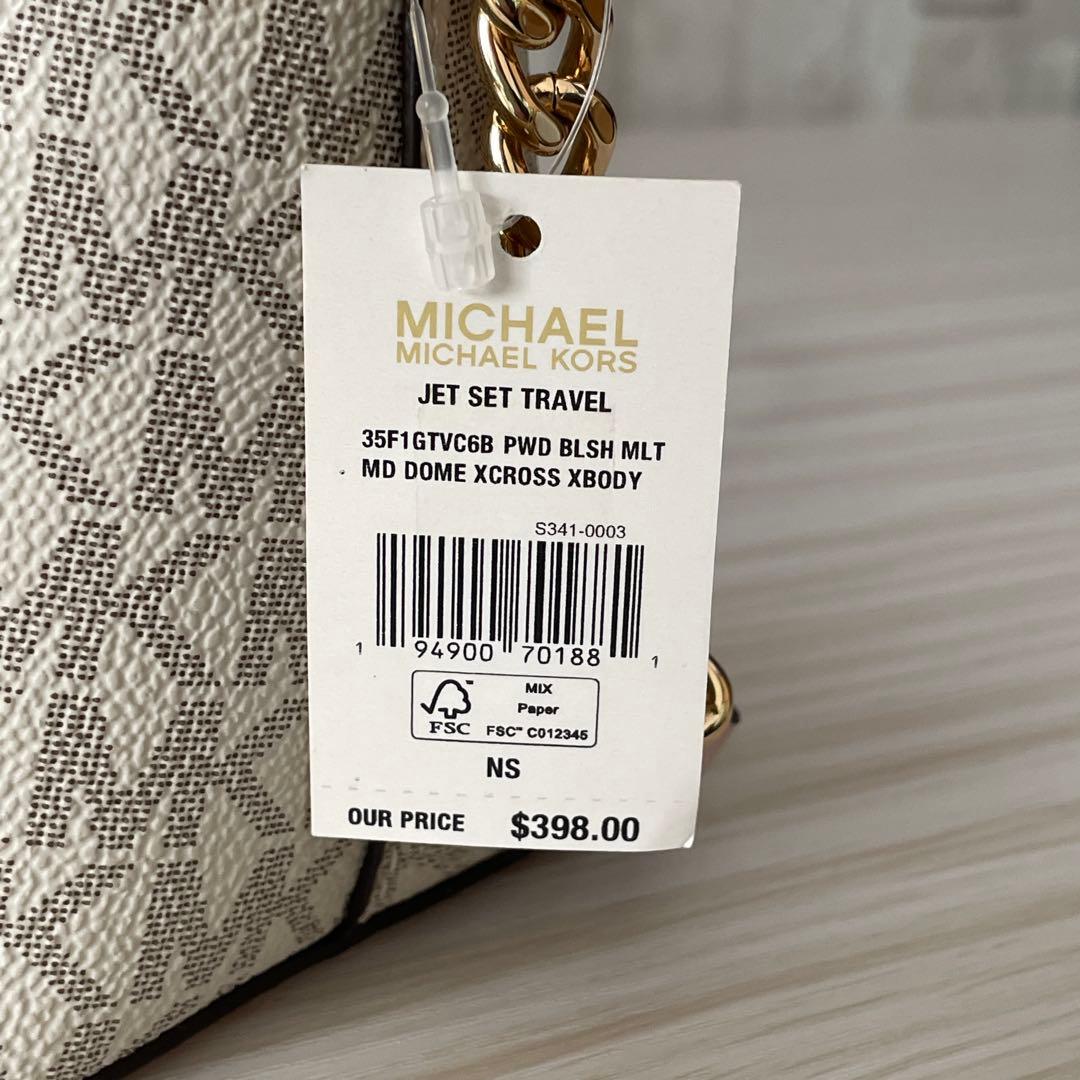 MICHAEL
MICHAEL KORS
JET SET TRAVEL
35F1GTVC6B PWD BLSH MLT
MD DOME XCROSS XBODY
S341-0003
1 94900 70188 1
FSC
MIX
Paper
FSC™ C012345
NS
OUR PRICE $398.00